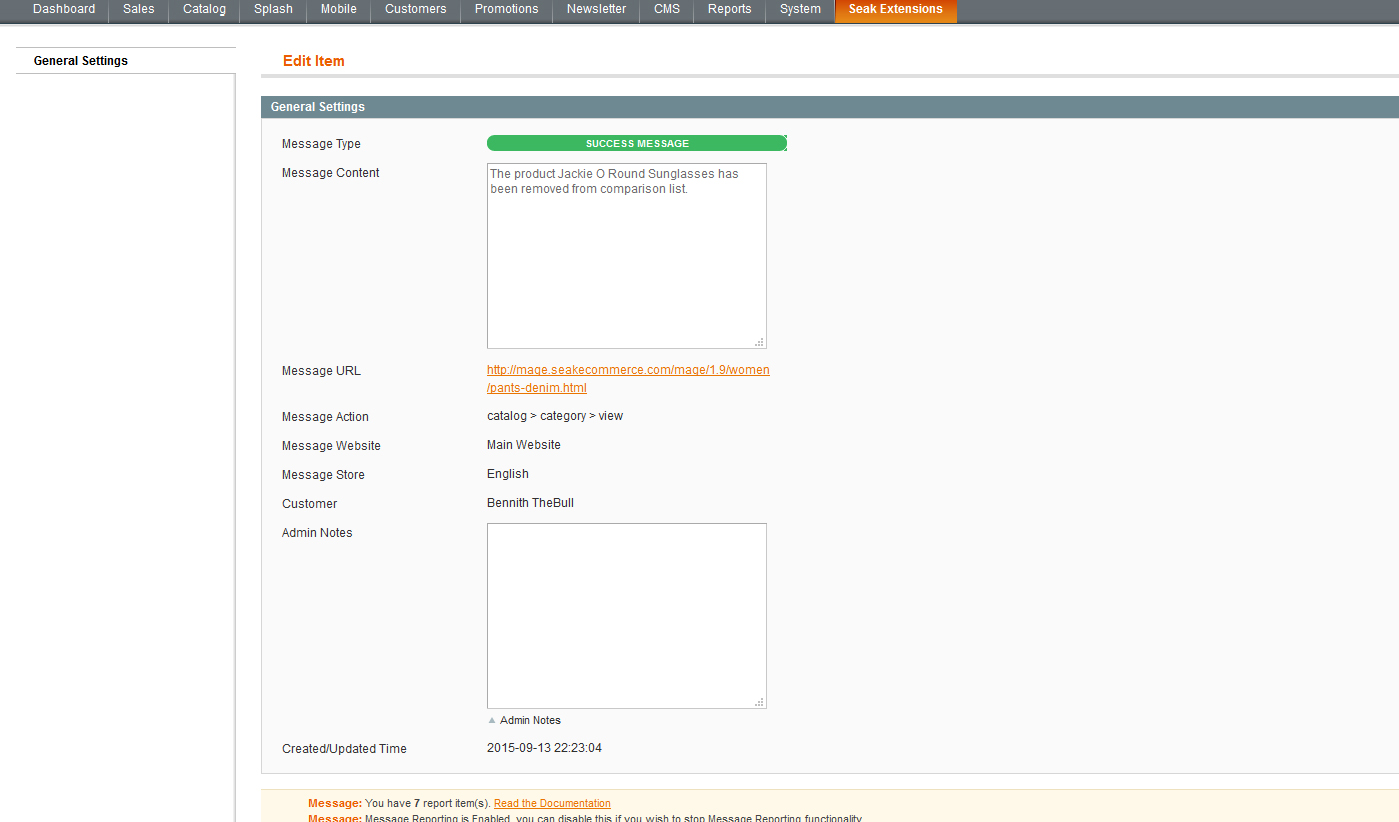 Dashboard Sales Catalog Splash Mobile Customers Promotions Newsletter CMS Reports System Seak Extensions
General Settings
Edit Item
General Settings
Message Type SUCCESS MESSAGE
Message Content The product Jackie O Round Sunglasses has
been removed from comparison list.
Message URL http://mage.seakecommerce.com/mage/1.9/women
/pants-denim.html
Message Action catalog > category > view
Message Website Main Website
Message Store English
Customer Bennith TheBull
Admin Notes
Admin Notes
Created/Updated Time 2015-09-13 22:23:04
Message: You have 7 report item(s). Read the Documentation
Message: Message Reporting is Enabled, you can disable this if you wish to stop Message Reporting functionality